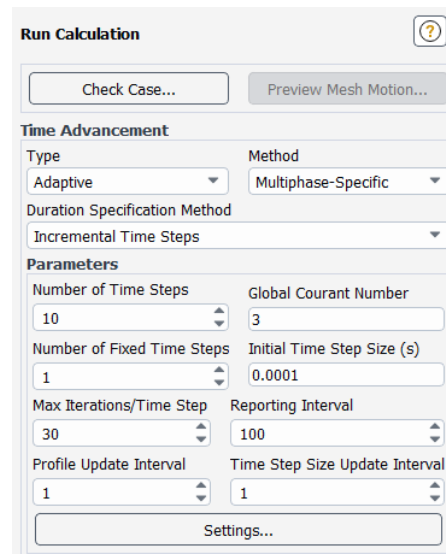 Run Calculation
?
Check Case...
Preview Mesh Motion...
Time Advancement
Type
Method
Adaptive
Multiphase-Specific
Duration Specification Method
Incremental Time Steps
Parameters
Number of Time Steps
Global Courant Number
10
3
Number of Fixed Time Steps
Initial Time Step Size (s)
1
0.0001
Max Iterations/Time Step
Reporting Interval
30
100
Profile Update Interval
Time Step Size Update Interval
1
1
Settings...